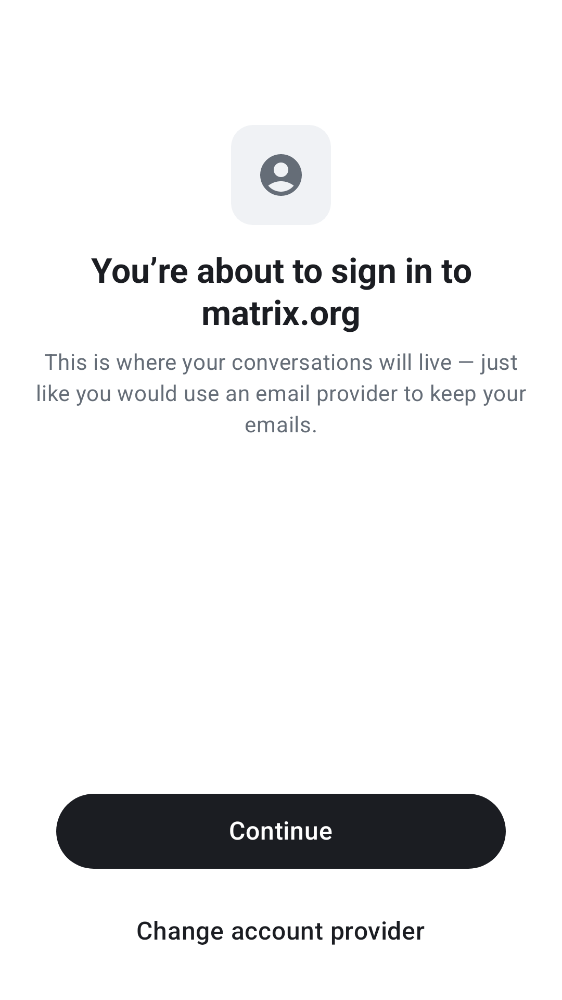 You’re about to sign in to
matrix.org
This is where your conversations will live — just
like you would use an email provider to keep your
emails.
Continue
Change account provider